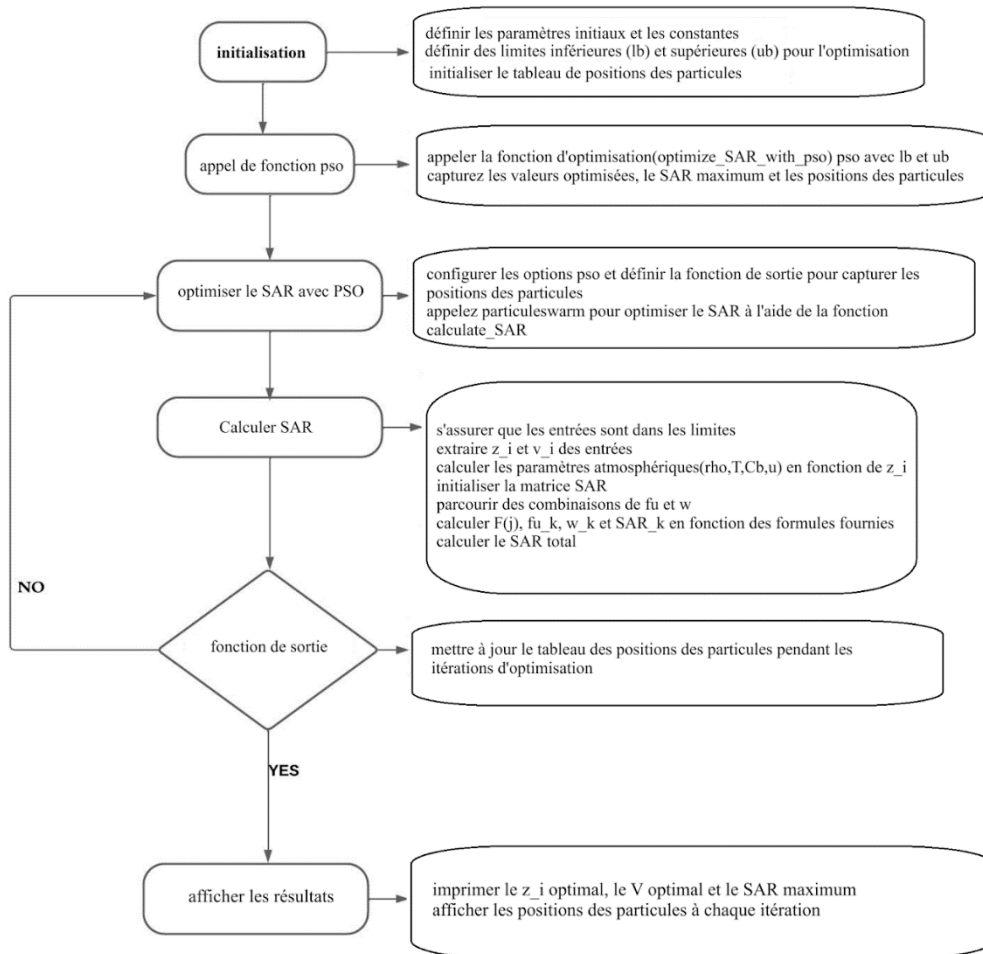 initialisation
définir les paramètres initiaux et les constantes
définir des limites inférieures (lb) et supérieures (ub) pour l'optimisation
initialiser le tableau de positions des particules
appel de fonction pso
appeler la fonction d'optimisation(optimize_SAR_with_pso) pso avec lb et ub
capturez les valeurs optimisées, le SAR maximum et les positions des particules
optimiser le SAR avec PSO
configurer les options pso et définir la fonction de sortie pour capturer les
positions des particules
appelez particuleswarm pour optimiser le SAR à l'aide de la fonction
calculate_SAR
Calculer SAR
s'assurer que les entrées sont dans les limites
extraire z_i et v_i des entrées
calculer les paramètres atmosphériques(rho,T,Cb,u) en fonction de z_i
initialiser la matrice SAR
parcourir des combinaisons de fu et w
calculer F(j), fu_k, w_k et SAR_k en fonction des formules fournies
calculer le SAR total
NO
fonction de sortie
mettre à jour le tableau des positions des particules pendant les
itérations d'optimisation
YES
afficher les résultats
imprimer le z_i optimal, le V optimal et le SAR maximum
afficher les positions des particules à chaque itération